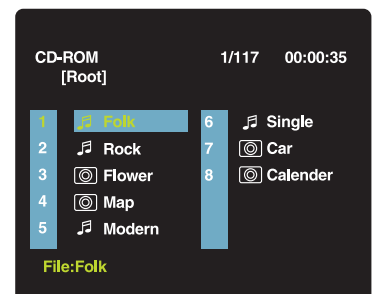 CD-ROM 1/117 00:00:35
[Root]
1 Folk
2 Rock
3 Flower
4 Map
5 Modern
6 Single
7 Car
8 Calender
File:Folk